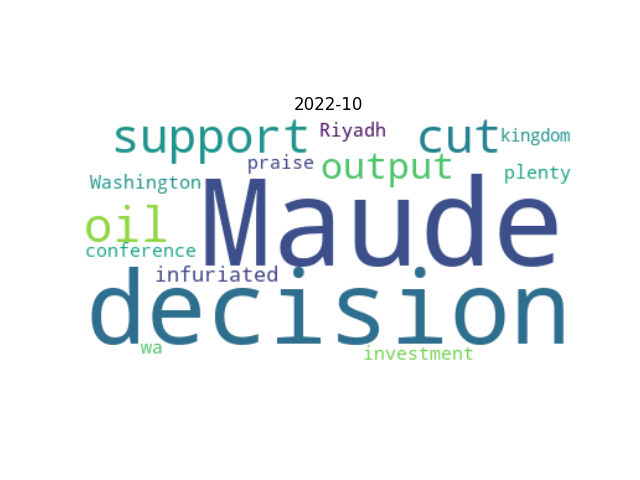 2022-10
support Riyadh cut kingdom
praise output plenty
Washington
Maude
oil
conference
infuriated
decision
wa investment